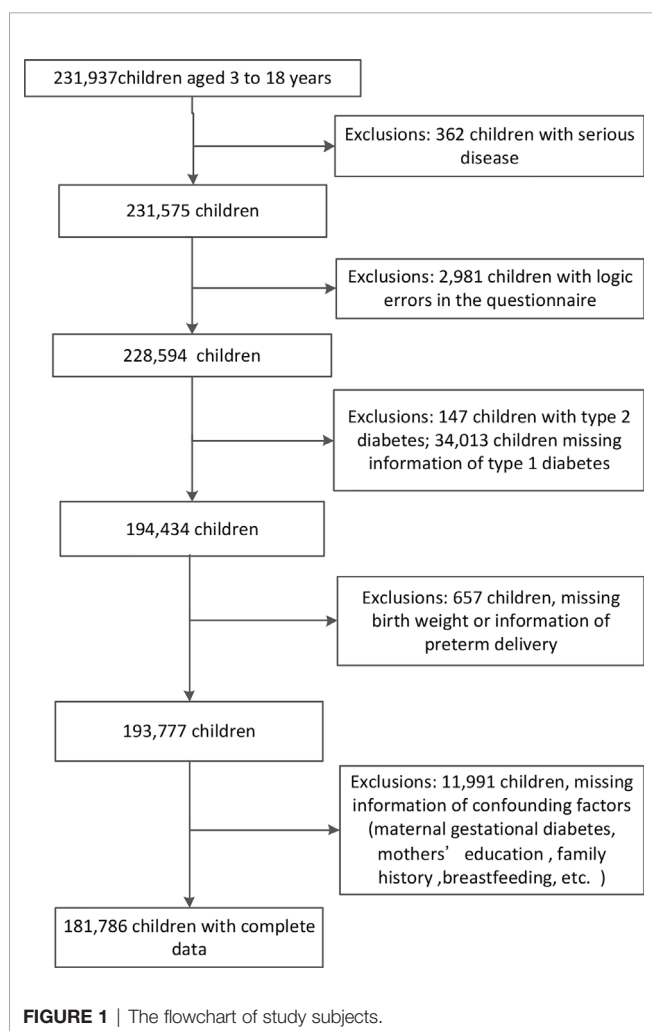 231,937children aged 3 to 18 years
Exclusions: 362 children with serious
disease
231,575 children
Exclusions: 2,981 children with logic
errors in the questionnaire
228,594 children
Exclusions: 147 children with type 2
diabetes; 34,013 children missing
information of type 1 diabetes
194,434 children
Exclusions: 657 children, missing
birth weight or information of
preterm delivery
193,777 children
Exclusions: 11,991 children, missing
information of confounding factors
(maternal gestational diabetes,
mothers’ education , family
history ,breastfeeding, etc. )
181,786 children with complete
data
FIGURE 1 | The flowchart of study subjects.